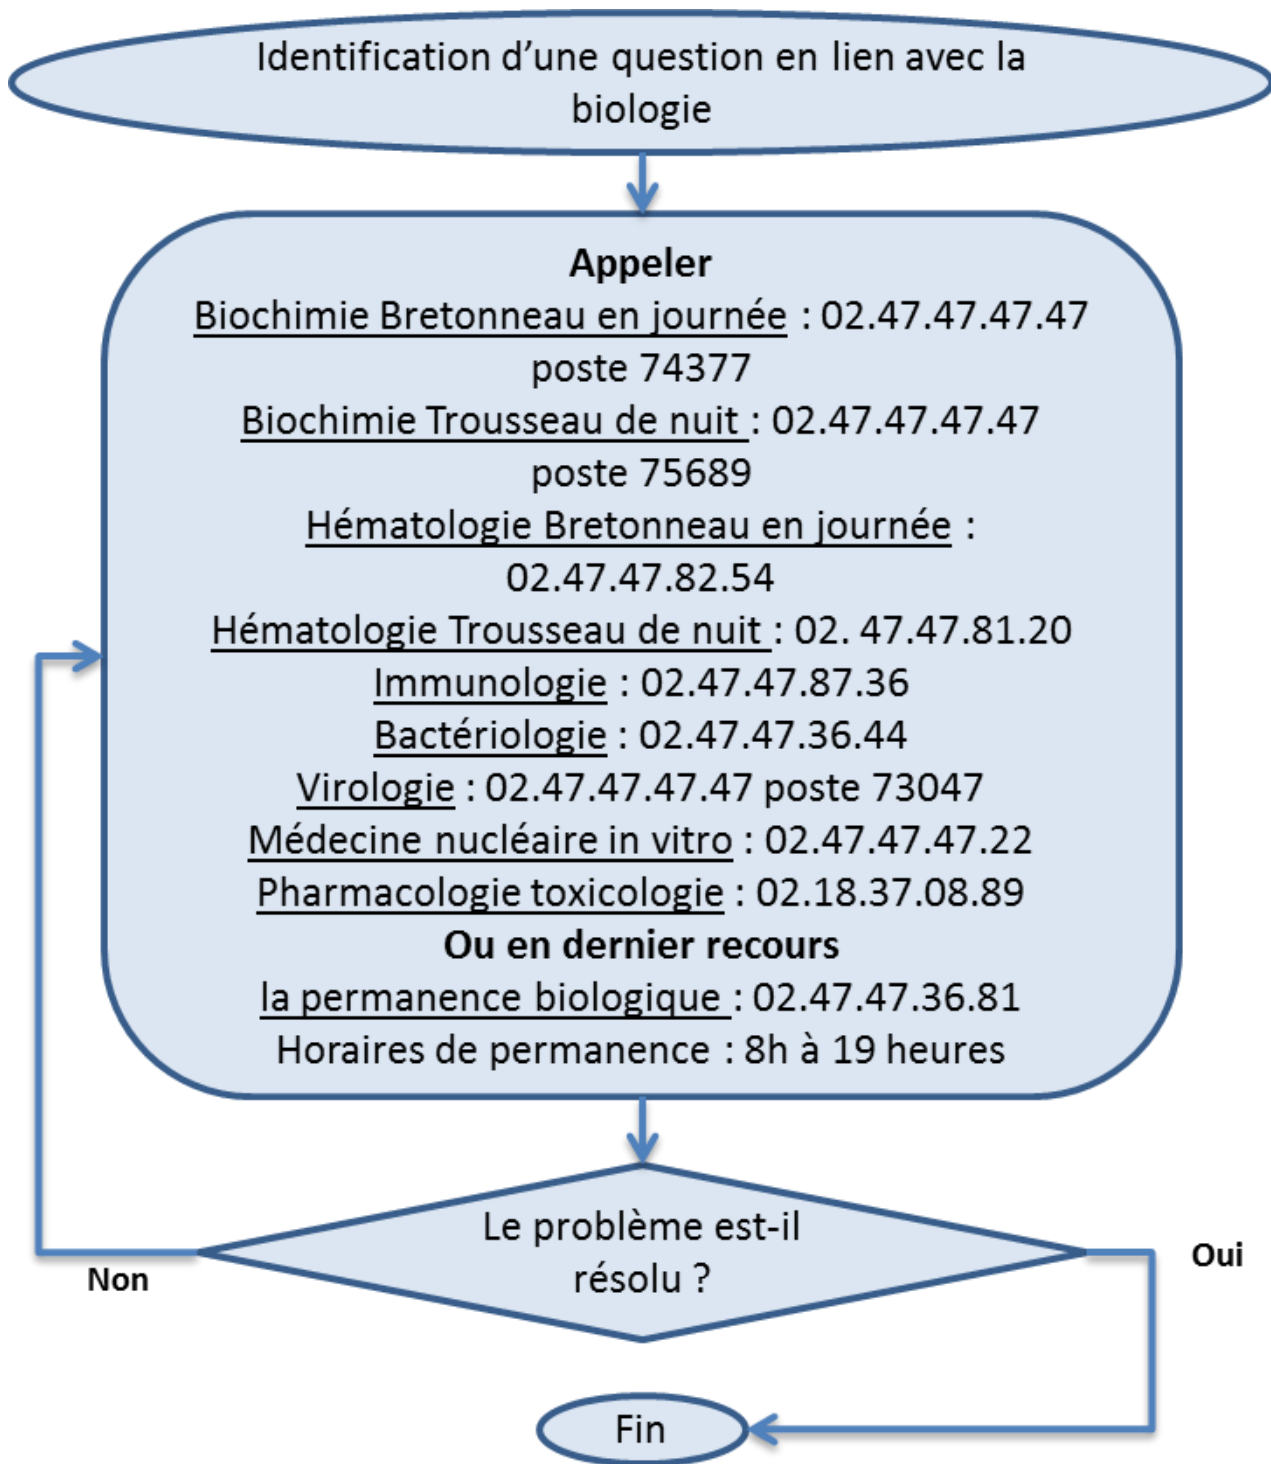 Identification d’une question en lien avec la
biologie
Appeler
Biochimie Bretonneau en journée : 02.47.47.47.47
poste 74377
Biochimie Trousseau de nuit : 02.47.47.47.47
poste 75689
Hématologie Bretonneau en journée :
02.47.47.82.54
Hématologie Trousseau de nuit : 02. 47.47.81.20
Immunologie : 02.47.47.87.36
Bactériologie : 02.47.47.36.44
Virologie : 02.47.47.47.47 poste 73047
Médecine nucléaire in vitro : 02.47.47.47.22
Pharmacologie toxicologie : 02.18.37.08.89
Ou en dernier recours
la permanence biologique : 02.47.47.36.81
Horaires de permanence : 8h à 19 heures
Le problème est-il
résolu ?
Non
Oui
Fin